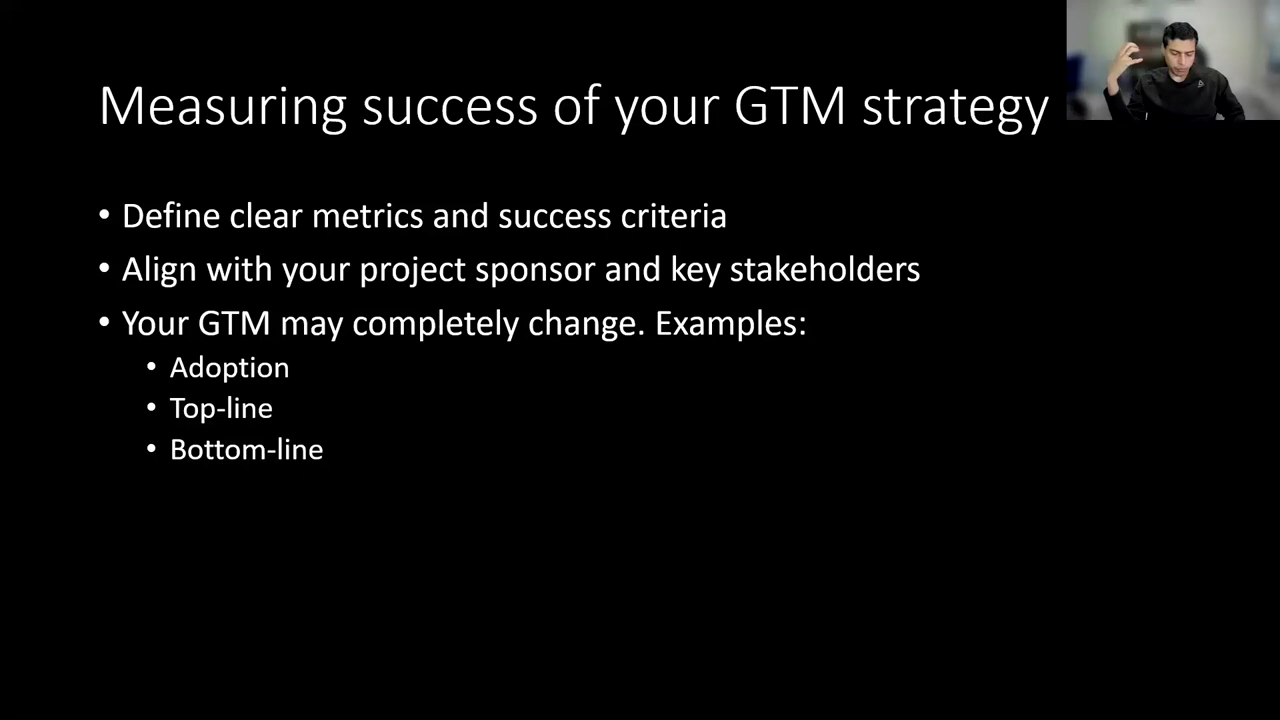 Measuring success of your GTM strategy
• Define clear metrics and success criteria
• Align with your project sponsor and key stakeholders
• Your GTM may completely change. Examples:
• Adoption
• Top-line
• Bottom-line